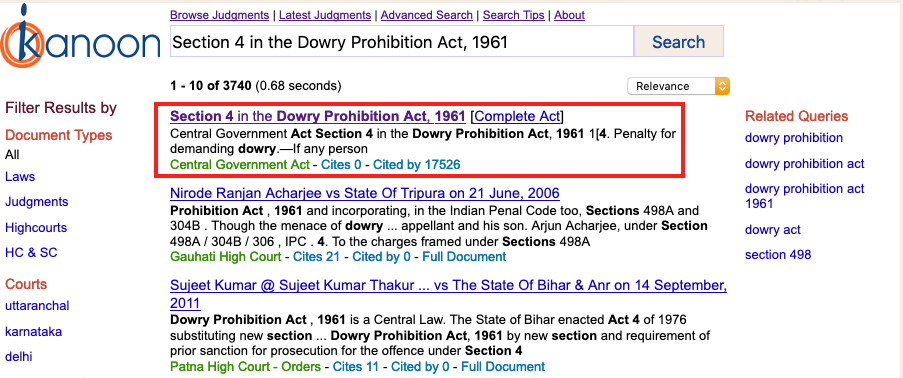 ikanoon
Browse Judgments | Latest Judgments | Advanced Search | Search Tips | About
Section 4 in the Dowry Prohibition Act, 1961
Search
1 - 10 of 3740 (0.68 seconds)
Relevance
Filter Results by
Document Types
All
Laws
Judgments
Highcourts
HC & SC
Courts
uttaranchal
karnataka
delhi
Section 4 in the Dowry Prohibition Act, 1961 [Complete Act]
Central Government Act Section 4 in the Dowry Prohibition Act, 1961 1[4. Penalty for
demanding dowry.—If any person
Central Government Act - Cites 0 - Cited by 17526
Nirode Ranjan Acharjee vs State Of Tripura on 21 June, 2006
Prohibition Act , 1961 and incorporating, in the Indian Penal Code too, Sections 498A and
304B . Though the menace of dowry ... appellant and his son. Arjun Acharjee, under Section
498A / 304B / 306 , IPC . 4. To the charges framed under Sections 498A
Gauhati High Court - Cites 21 - Cited by 0 - Full Document
Sujeet Kumar @ Sujeet Kumar Thakur ... vs The State Of Bihar & Anr on 14 September,
2011
Dowry Prohibition Act , 1961 is a Central Law. The State of Bihar enacted Act 4 of 1976
substituting new section ... Dowry Prohibition Act, 1961 by new section and requirement of
prior sanction for prosecution for the offence under Section 4
Patna High Court - Orders - Cites 11 - Cited by 0 - Full Document
Related Queries
dowry prohibition
dowry prohibition act
dowry prohibition act
1961
dowry act
section 498